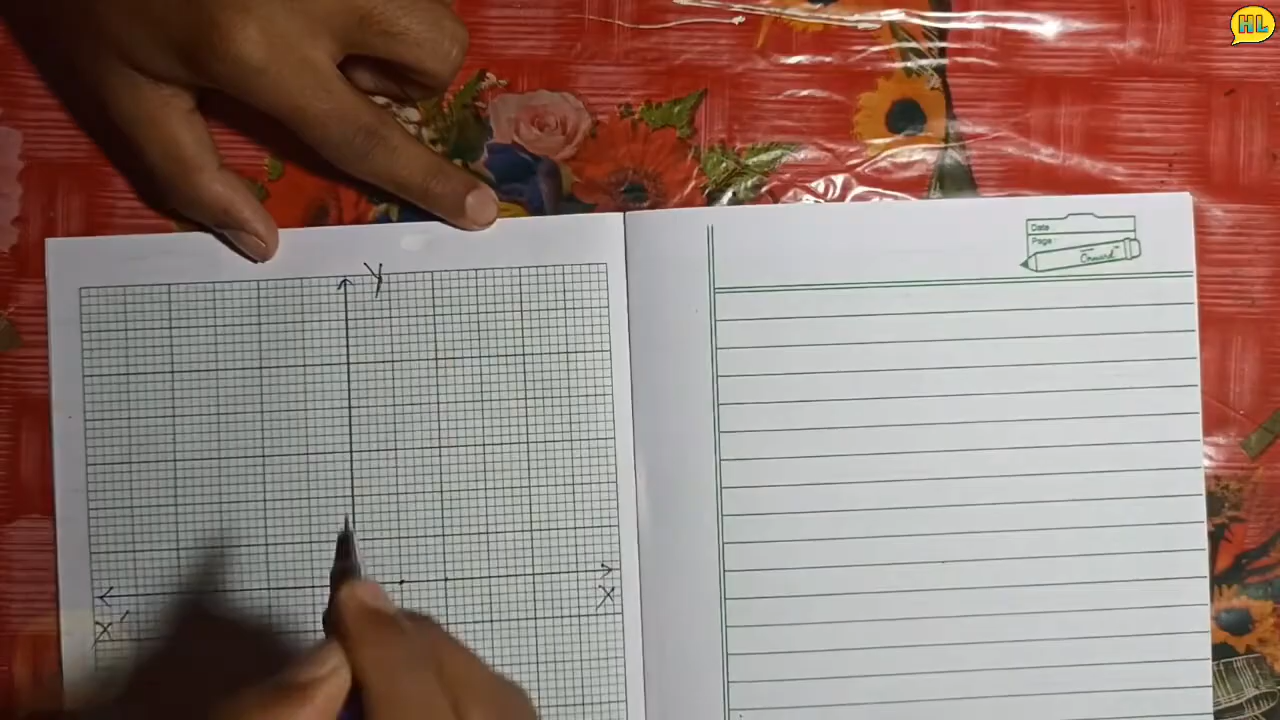 HL
Date
Page:
Onward
Y
X
X′